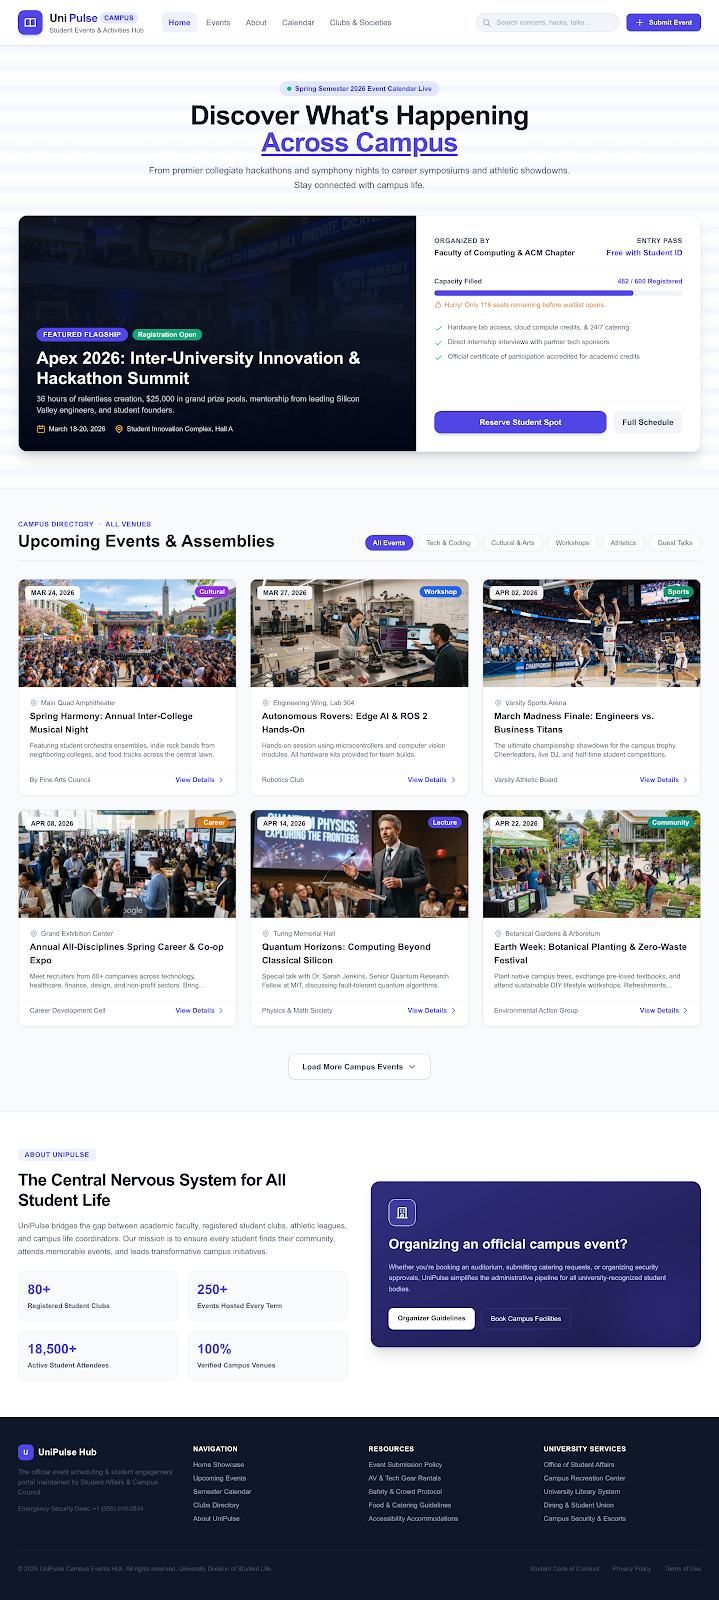 Uni Pulse CAMPUS
Student Events & Activities Hub
Home
Events
About
Calendar
Clubs & Societies
Search concerts, hacks, talks...
Submit Event
Spring Semester 2026 Event Calendar Live
Discover What's Happening
Across Campus
From premier collegiate hackathons and symphony nights to career symposiums and athletic showdowns.
Stay connected with campus life.
FEATURED FLAGSHIP
Registration Open
Apex 2026: Inter-University Innovation &
Hackathon Summit
36 hours of relentless creation, $25,000 in grand prize pools, mentorship from leading Silicon
Valley engineers, and student founders.
March 18-20, 2026
Student Innovation Complex, Hall A
ORGANIZED BY
Faculty of Computing & ACM Chapter
ENTRY PASS
Free with Student ID
Capacity Filled
482 / 600 Registered
Hurry! Only 118 seats remaining before waitlist opens.
Hardware lab access, cloud compute credits, & 24/7 catering
Direct internship interviews with partner tech sponsors
Official certificate of participation accredited for academic credits
Reserve Student Spot
Full Schedule
CAMPUS DIRECTORY • ALL VENUES
Upcoming Events & Assemblies
All Events
Tech & Coding
Cultural & Arts
Workshops
Athletics
Guest Talks
MAR 24, 2026
Cultural
Main Quad Amphitheater
Spring Harmony: Annual Inter-College
Musical Night
Featuring student orchestra ensembles, indie rock bands from
neighboring colleges, and food trucks across the central lawn.
By Fine Arts Council
View Details
MAR 27, 2026
Workshop
Engineering Wing, Lab 304
Autonomous Rovers: Edge AI & ROS 2
Hands-On
Hands-on session using microcontrollers and computer vision
modules. All hardware kits provided for team builds.
Robotics Club
View Details
APR 02, 2026
Sports
Varsity Sports Arena
March Madness Finale: Engineers vs.
Business Titans
The ultimate championship showdown for the campus trophy.
Cheerleaders, live DJ, and half-time student competitions.
Varsity Athletic Board
View Details
APR 08, 2026
Career
oogle
Grand Exhibition Center
Annual All-Disciplines Spring Career & Co-op
Expo
Meet recruiters from 80+ companies across technology,
healthcare, finance, design, and non-profit sectors. Bring...
Career Development Cell
View Details
APR 14, 2026
Lecture
PHYSICS:
EXPLORING THE FRONTIERS
Turing Memorial Hall
Quantum Horizons: Computing Beyond
Classical Silicon
Special talk with Dr. Sarah Jenkins, Senior Quantum Research
Fellow at MIT, discussing fault-tolerant quantum algorithms.
Physics & Math Society
View Details
APR 22, 2026
Community
Botanical Gardens & Arboretum
Earth Week: Botanical Planting & Zero-Waste
Festival
Plant native campus trees, exchange pre-loved textbooks, and
attend sustainable DIY lifestyle workshops. Refreshments...
Environmental Action Group
View Details
Load More Campus Events
ABOUT UNIPULSE
The Central Nervous System for All
Student Life
UniPulse bridges the gap between academic faculty, registered student clubs, athletic leagues,
and campus life coordinators. Our mission is to ensure every student finds their community,
attends memorable events, and leads transformative campus initiatives.
80+
Registered Student Clubs
250+
Events Hosted Every Term
18,500+
Active Student Attendees
100%
Verified Campus Venues
Organizing an official campus event?
Whether you're booking an auditorium, submitting catering requests, or organizing security
approvals, UniPulse simplifies the administrative pipeline for all university-recognized student
bodies.
Organizer Guidelines
Book Campus Facilities
U UniPulse Hub
The official event scheduling & student engagement
portal maintained by Student Affairs & Campus
Council.
Emergency Security Desk: +1 (555) 019-2834
NAVIGATION
Home Showcase
Upcoming Events
Semester Calendar
Clubs Directory
About UniPulse
RESOURCES
Event Submission Policy
AV & Tech Gear Rentals
Safety & Crowd Protocol
Food & Catering Guidelines
Accessibility Accommodations
UNIVERSITY SERVICES
Office of Student Affairs
Campus Recreation Center
University Library System
Dining & Student Union
Campus Security & Escorts
© 2026 UniPulse Campus Events Hub. All rights reserved. University Division of Student Life.
Student Code of Conduct
Privacy Policy
Terms of Use